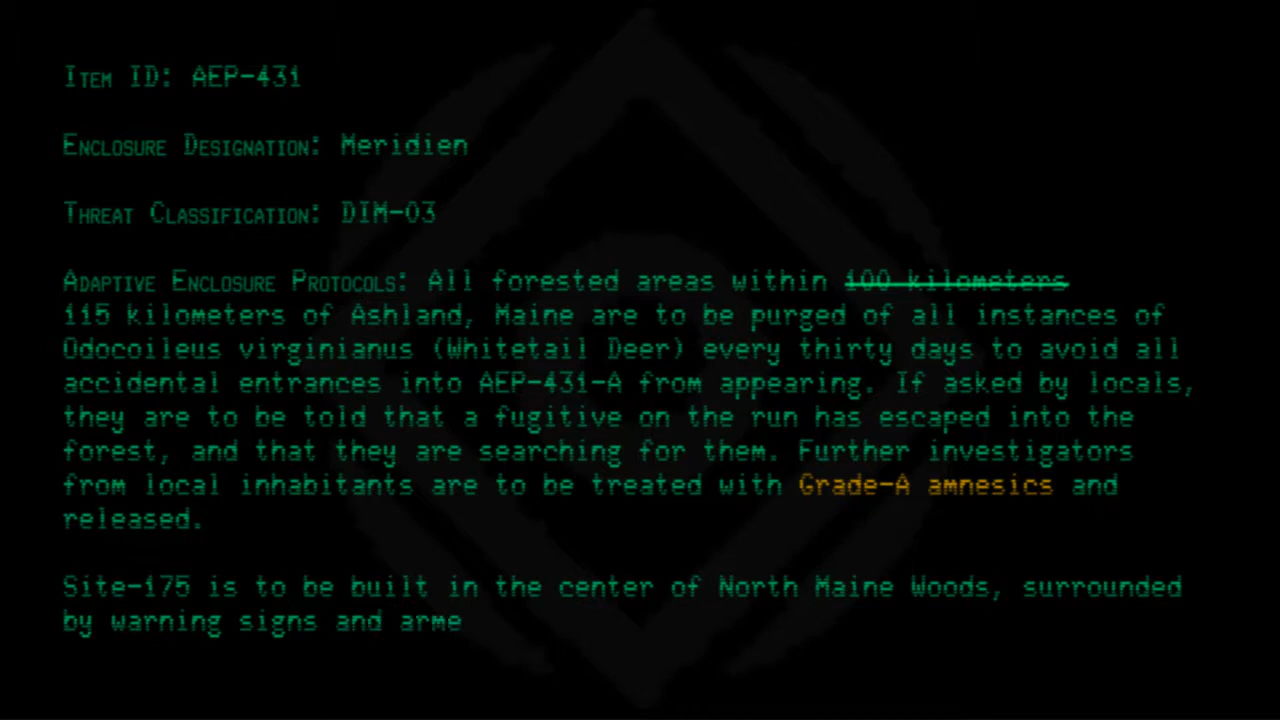 Item ID: AEP-431
Enclosure Designation: Meridien
Threat Classification: DIM-03
Adaptive Enclosure Protocols: All forested areas within 100 kilometers
115 kilometers of Ashland, Maine are to be purged of all instances of
Odocoileus virginianus (Whitetail Deer) every thirty days to avoid all
accidental entrances into AEP-431-A from appearing. If asked by locals,
they are to be told that a fugitive on the run has escaped into the
forest, and that they are searching for them. Further investigators
from local inhabitants are to be treated with Grade-A amnesics and
released.
Site-175 is to be built in the center of North Maine Woods, surrounded
by warning signs and arme